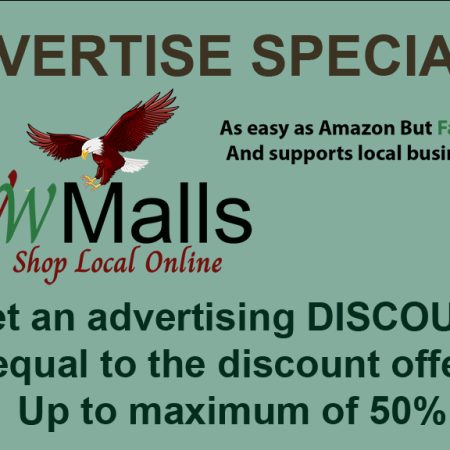 VERTISE SPECIA
As easy as Amazon But Fa
And supports local busin
WMalls
Shop Local Online
et an advertising DISCOU
equal to the discount offe
Up to maximum of 50%